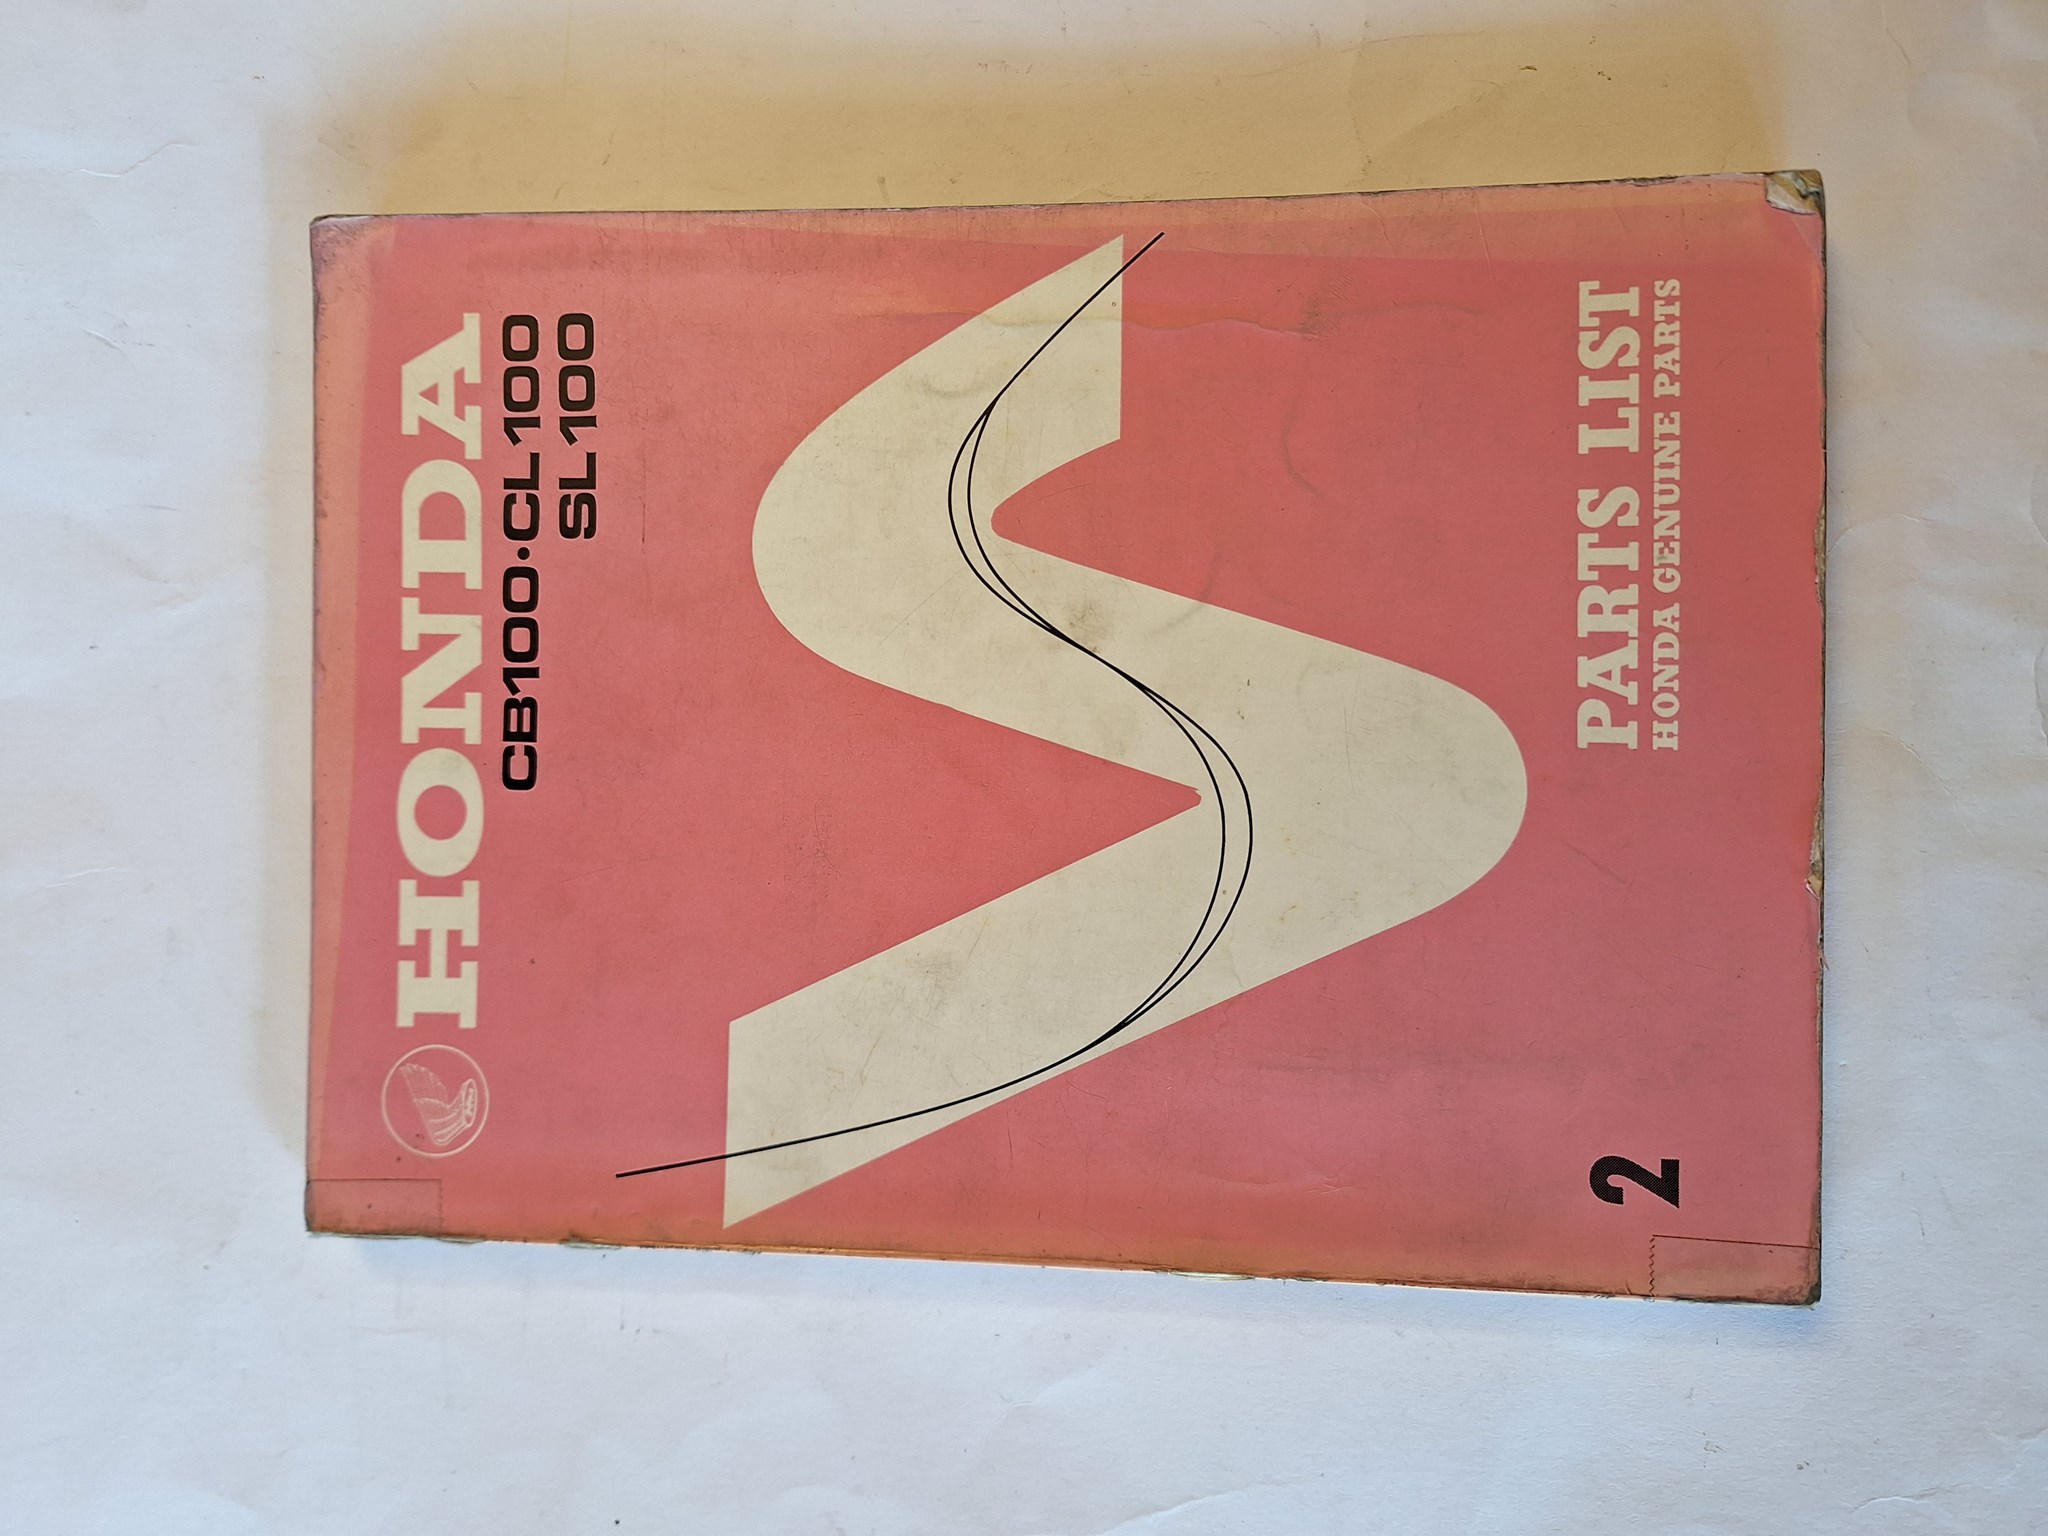 HONDA
CB100·CL100
SL100
PARTS LIST
HONDA GENUINE PARTS
2